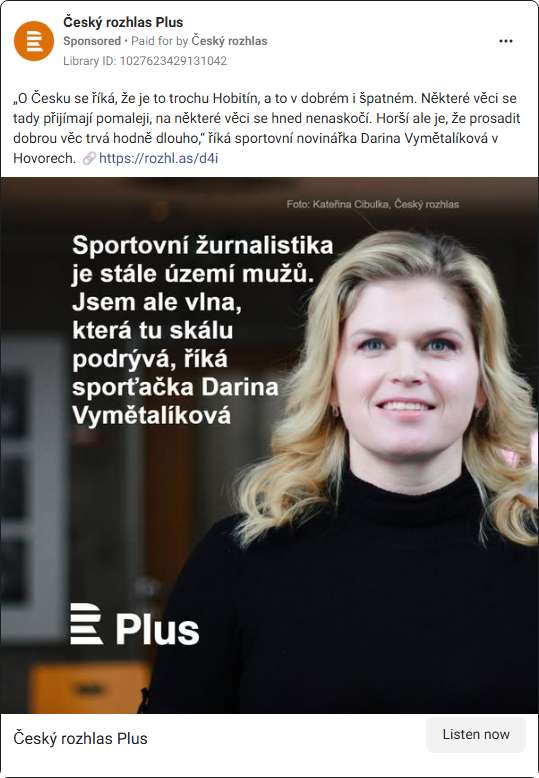 Český rozhlas Plus
Sponsored • Paid for by Český rozhlas
Library ID: 1027623429131042
„O Česku se říká, že je to trochu Hobitín, a to v dobrém i špatném. Některé věci se
tady přijímají pomaleji, na některé věci se hned nenaskočí. Horší ale je, že prosadit
dobrou věc trvá hodně dlouho,“ říká sportovní novinářka Darina Vymětalíková v
Hovorech. 🔗https://rozhl.as/d4i
Foto: Kateřina Cibulka, Český rozhlas
Sportovní žurnalistika
je stále území mužů.
Jsem ale vlna,
která tu skálu
podrývá, říká
sporťačka Darina
Vymětalíková
Plus
Český rozhlas Plus
Listen now